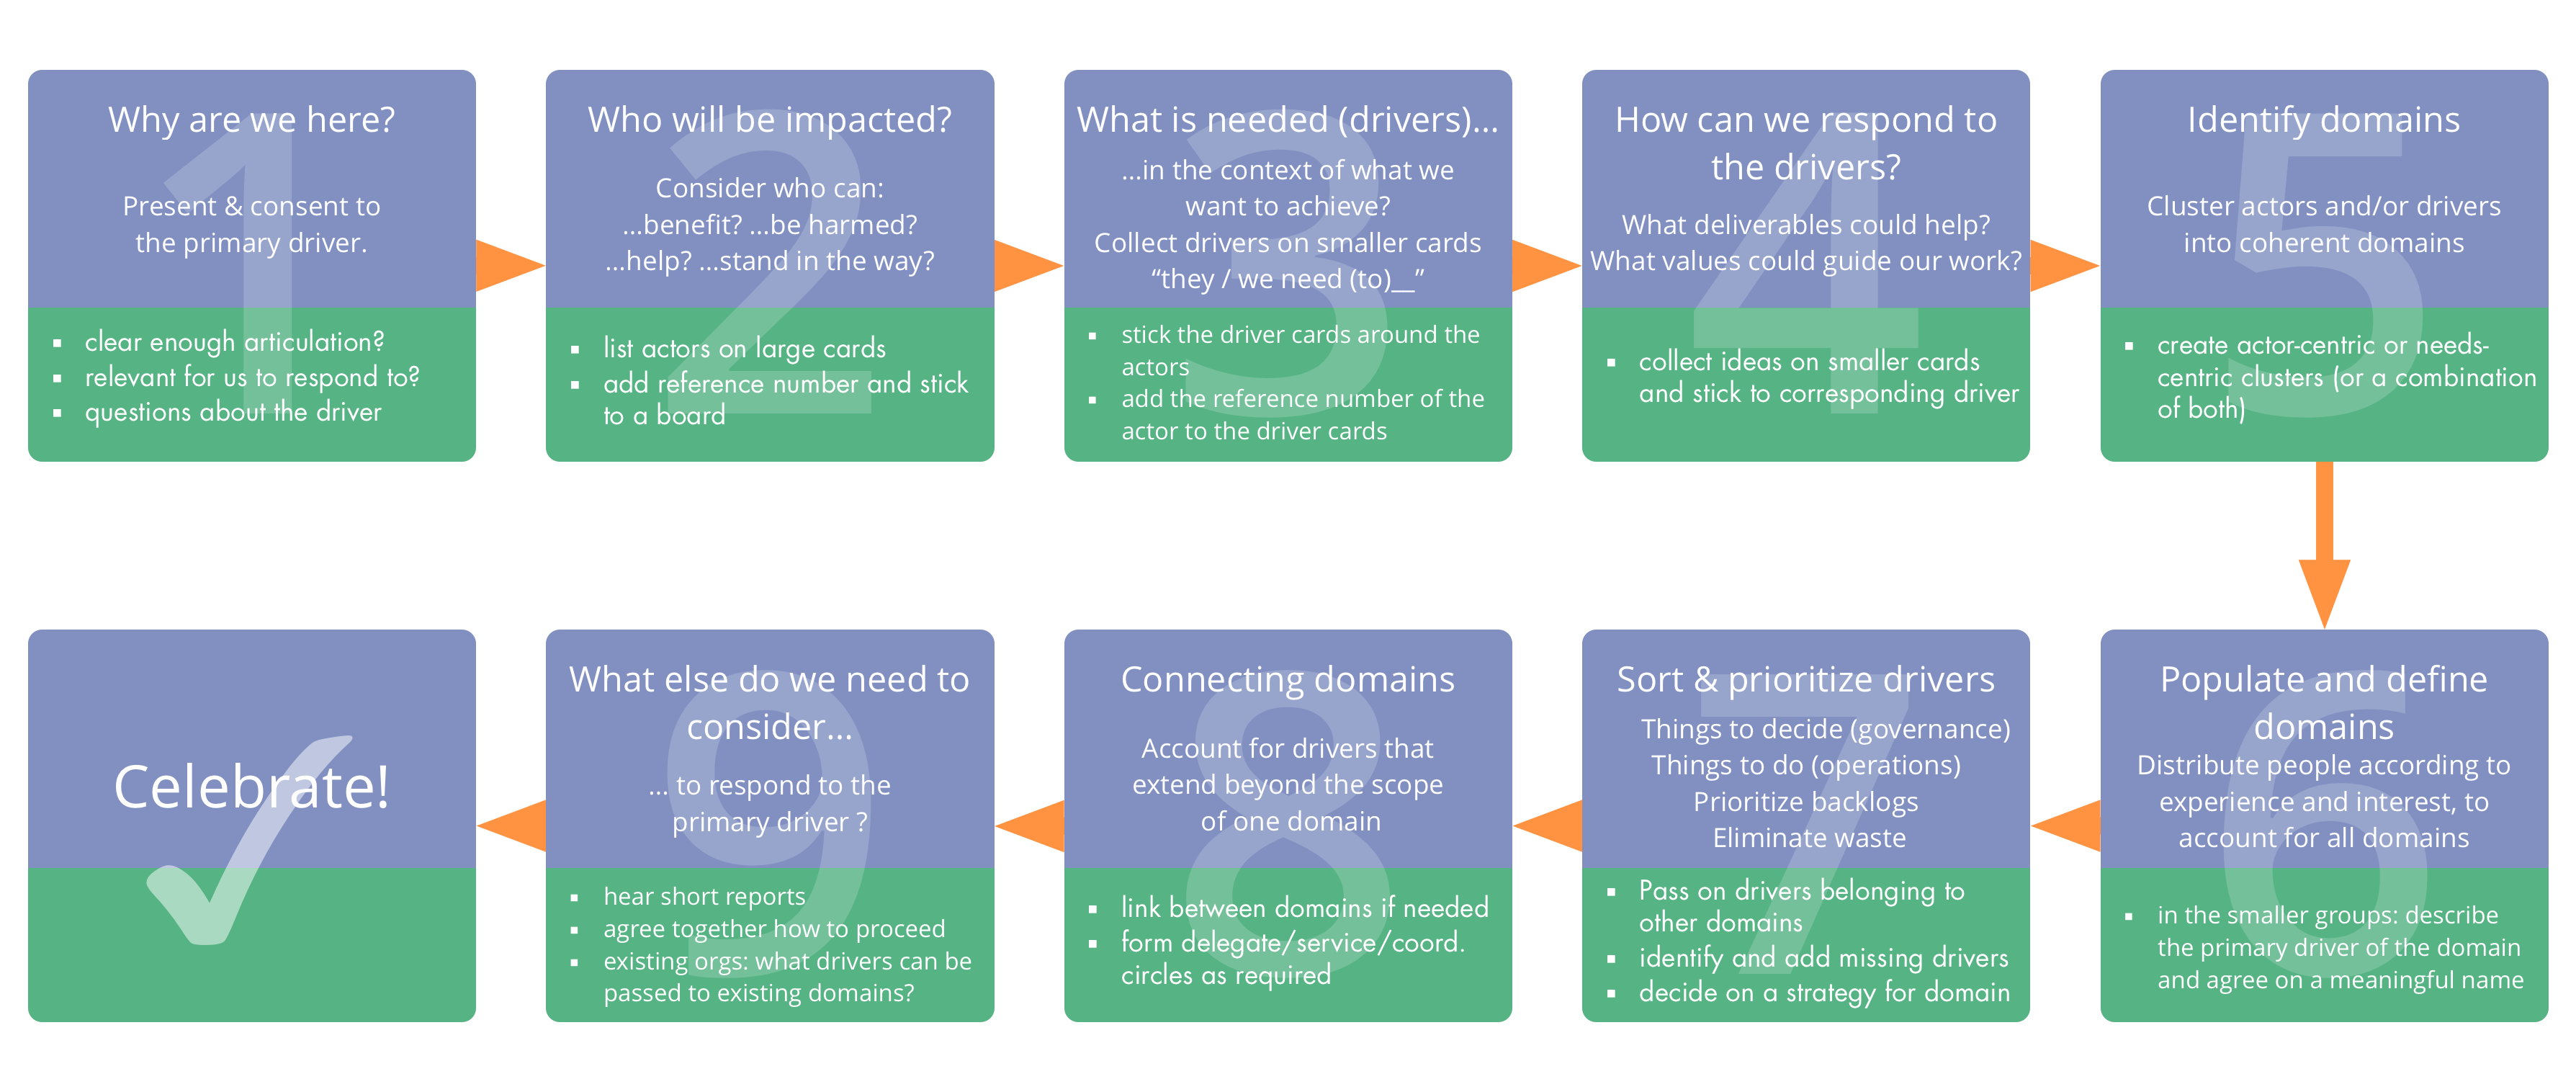 1
Why are we here?
Present & consent to
the primary driver.
▪ clear enough articulation?
▪ relevant for us to respond to?
▪ questions about the driver
2
Who will be impacted?
Consider who can:
...benefit? ...be harmed?
...help? ...stand in the way?
▪ list actors on large cards
▪ add reference number and stick
to a board
3
What is needed (drivers)...
...in the context of what we
want to achieve?
Collect drivers on smaller cards
“they / we need (to)__”
▪ stick the driver cards around the
actors
▪ add the reference number of the
actor to the driver cards
4
How can we respond to
the drivers?
What deliverables could help?
What values could guide our work?
▪ collect ideas on smaller cards
and stick to corresponding driver
5
Identify domains
Cluster actors and/or drivers
into coherent domains
▪ create actor-centric or needs-
centric clusters (or a combination
of both)
6
Populate and define
domains
Distribute people according to
experience and interest, to
account for all domains
▪ in the smaller groups: describe
the primary driver of the domain
and agree on a meaningful name
7
Sort & prioritize drivers
Things to decide (governance)
Things to do (operations)
Prioritize backlogs
Eliminate waste
▪ Pass on drivers belonging to
other domains
▪ identify and add missing drivers
▪ decide on a strategy for domain
8
Connecting domains
Account for drivers that
extend beyond the scope
of one domain
▪ link between domains if needed
▪ form delegate/service/coord.
circles as required
9
What else do we need to
consider...
... to respond to the
primary driver ?
▪ hear short reports
▪ agree together how to proceed
▪ existing orgs: what drivers can be
passed to existing domains?
Celebrate!